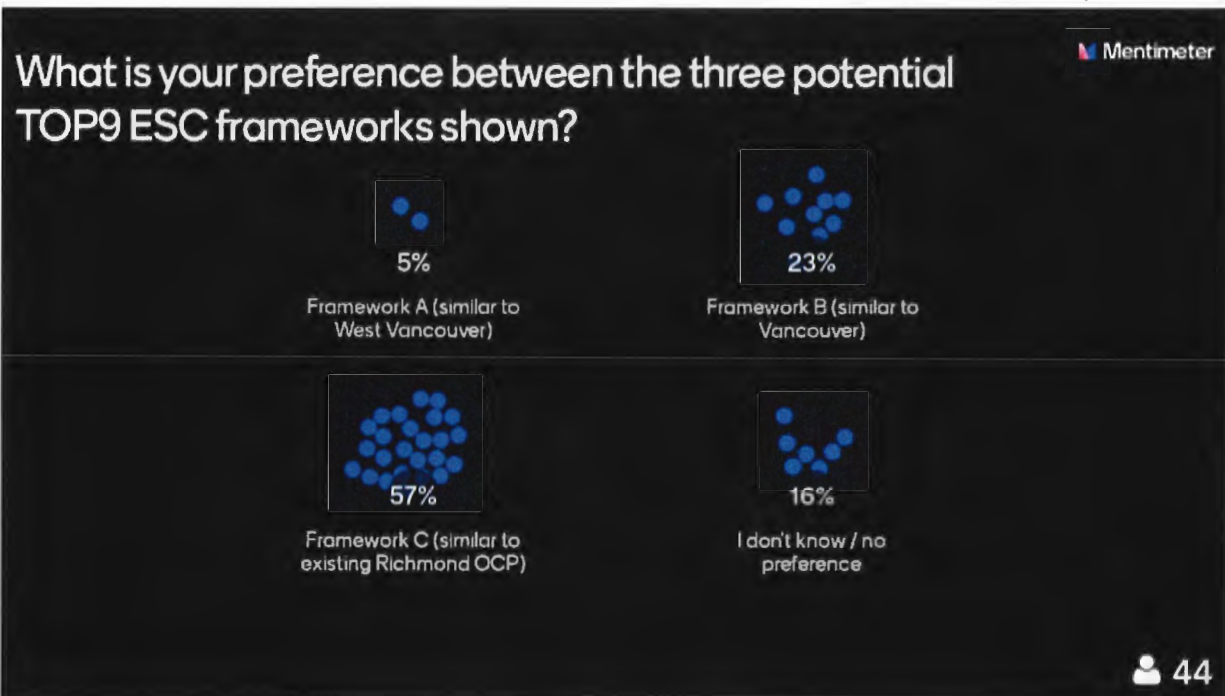 Mentimeter
What is your preference between the three potential
TOP9 ESC frameworks shown?
5%
Framework A (similar to
West Vancouver)
23%
Framework B (similar to
Vancouver)
57%
Framework C (similar to
existing Richmond OCP)
16%
I don't know / no
preference
44